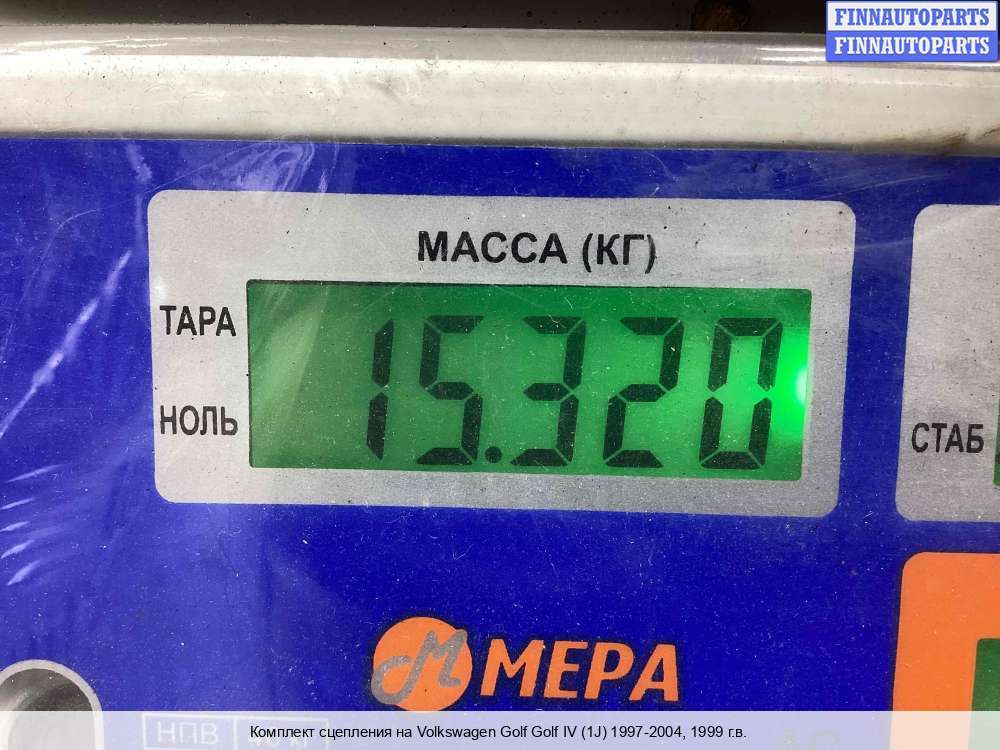 FINNAUTOPARTS
FINNAUTOPARTS
МАССА (КГ)
ТАРА
15.320
НОЛЬ
СТАБ
М МЕРА
НПВ
Комплект сцепления на Volkswagen Golf Golf IV (1J) 1997-2004, 1999 г.в.